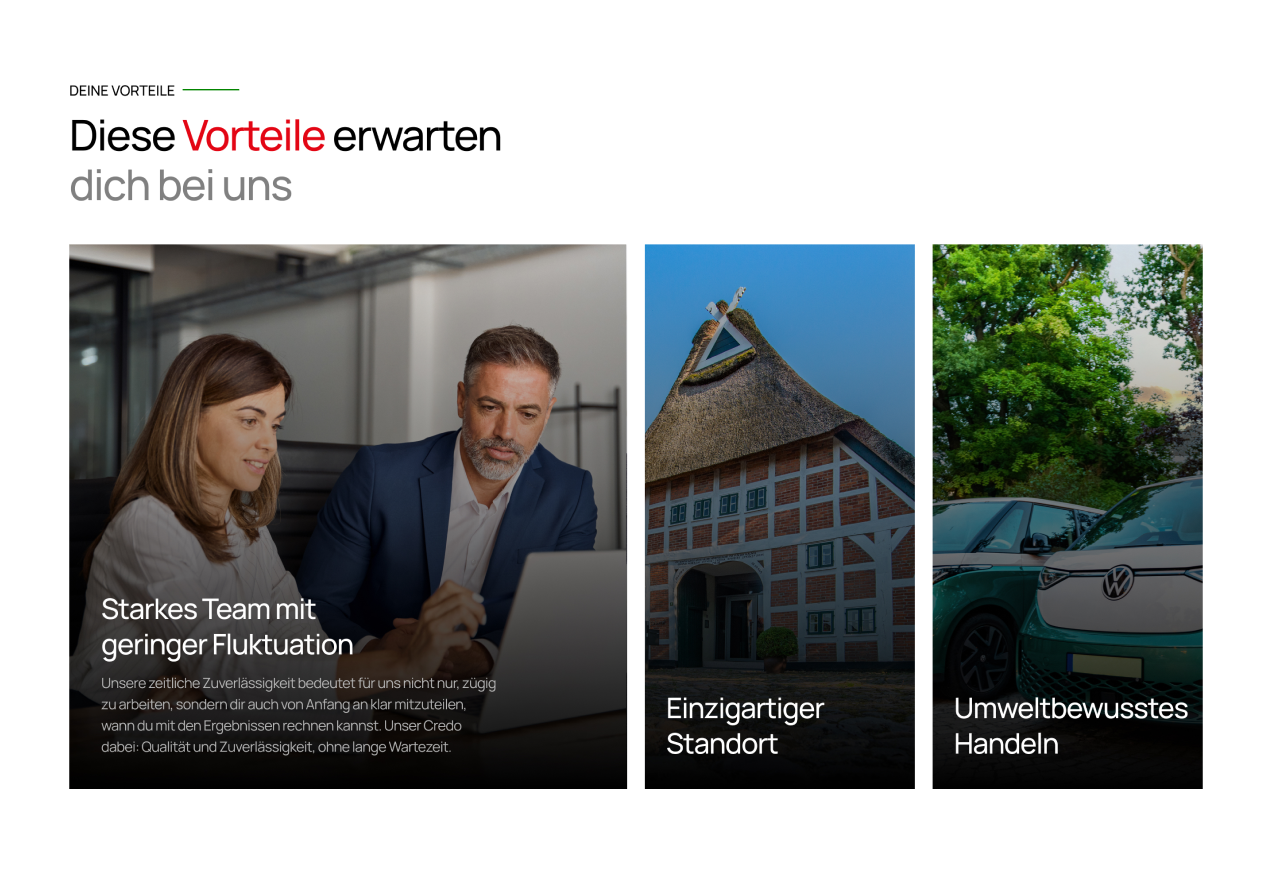 DEINE VORTEILE
Diese Vorteile erwarten
dich bei uns
Starkes Team mit
geringer Fluktuation
Unsere zeitliche Zuverlässigkeit bedeutet für uns nicht nur, zügig
zu arbeiten, sondern dir auch von Anfang an klar mitzuteilen,
wann du mit den Ergebnissen rechnen kannst. Unser Credo
dabei: Qualität und Zuverlässigkeit, ohne lange Wartezeit.
Einzigartiger
Standort
Umweltbewusstes
Handeln